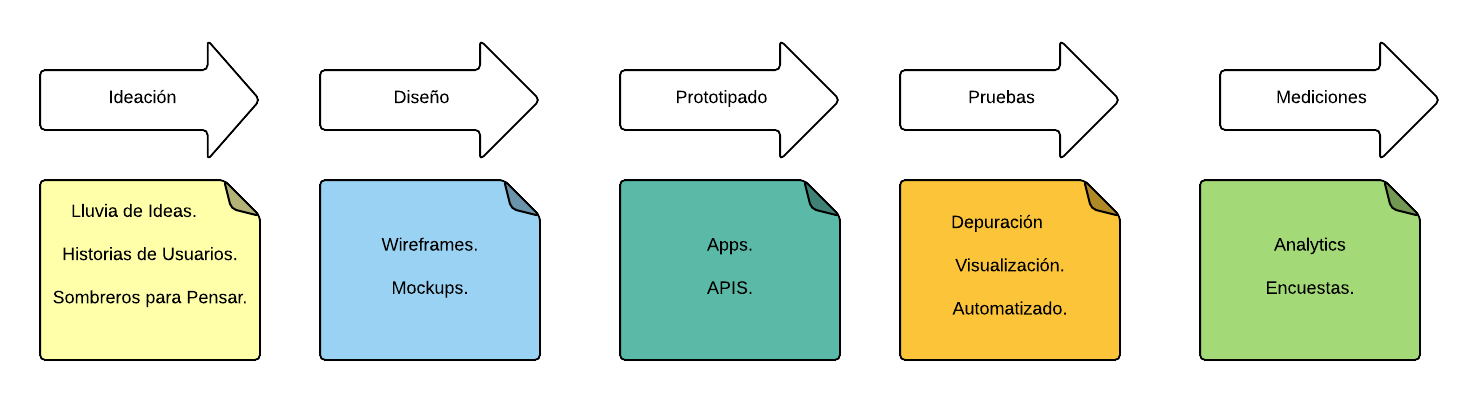 Ideación
Diseño
Prototipado
Pruebas
Mediciones
Lluvia de Ideas.
Historias de Usuarios.
Sombreros para Pensar.
Wireframes.
Mockups.
Apps.
APIS.
Depuración
Visualización.
Automatizado.
Analytics
Encuestas.